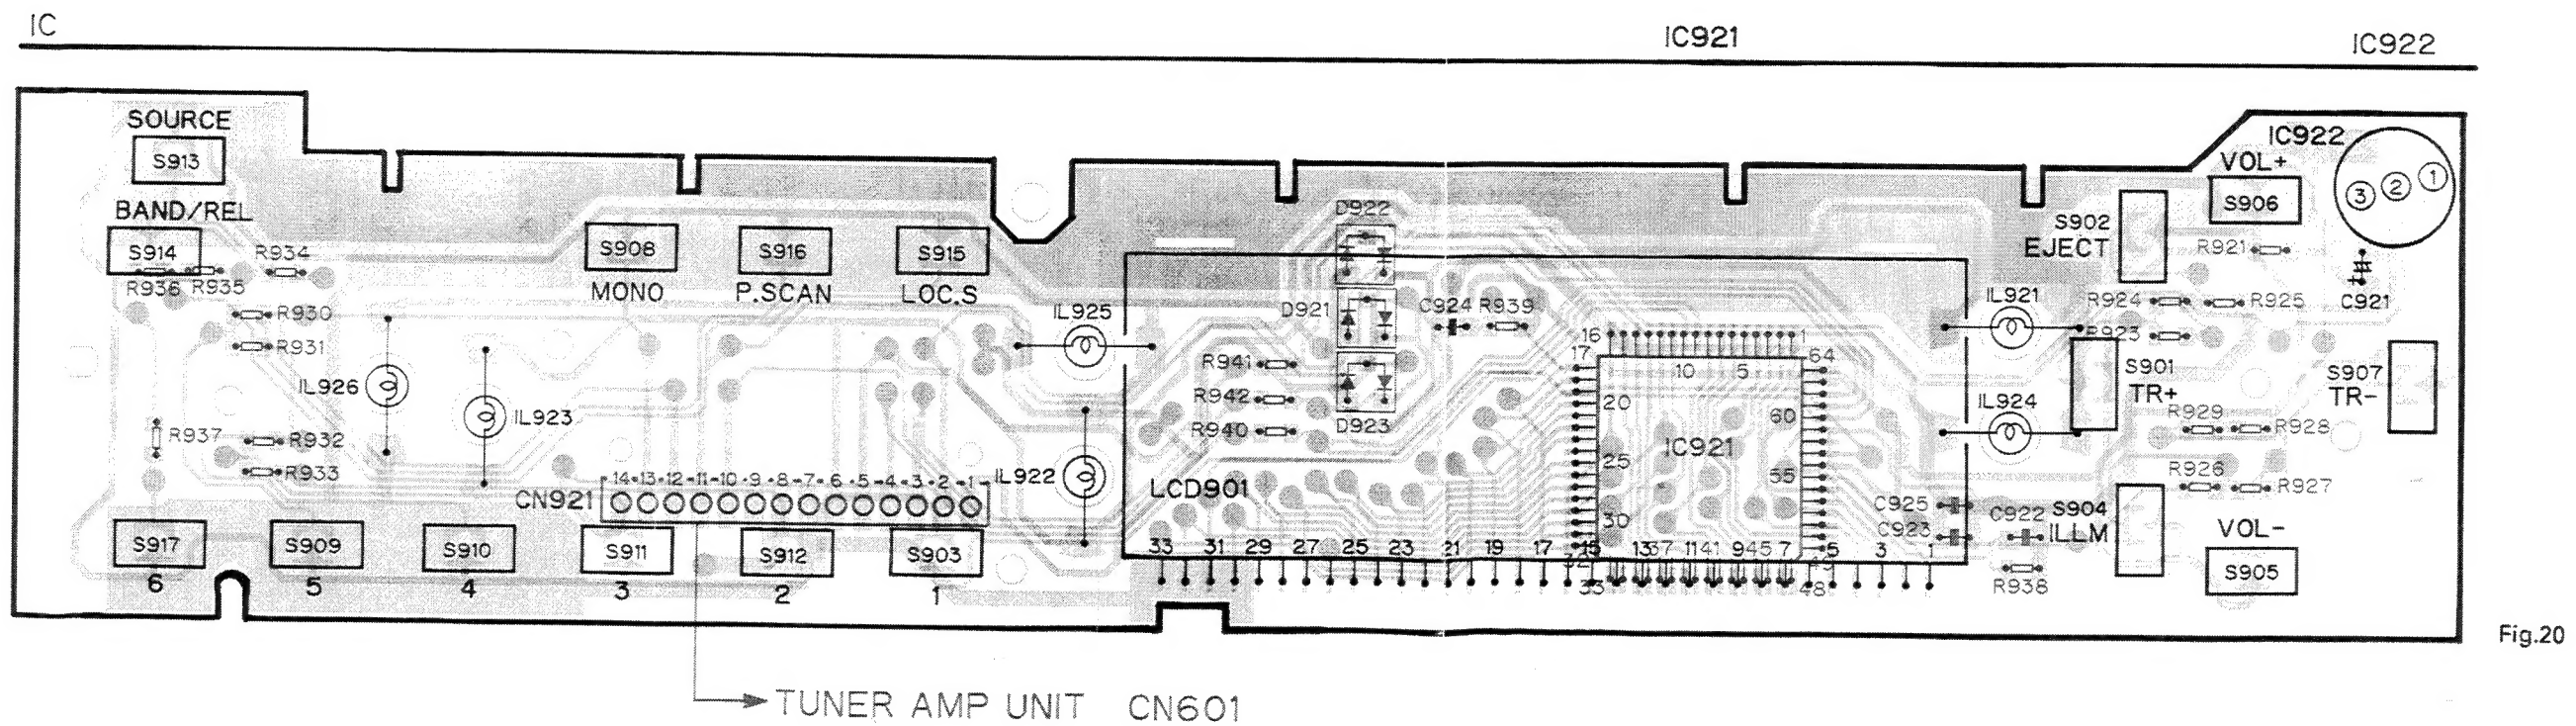 IC
IC921
IC922
SOURCE
S913
BAND/REL
S914
R934
R936
R935
R930
R931
IL926
IL923
R937
R932
R933
S908
MONO
S916
P.SCAN
S915
LOC.S
IL925
IL922
CN921
14 13 12 11 10 9 8 7 6 5 4 3 2 1
S917
6
S909
5
S910
4
S911
3
S912
2
S903
1
D922
D921
D923
C924
R939
R941
R942
R940
LCD901
16
1
17
64
10
5
20
60
IC921
25
55
30
32
49
33 31 29 27 25 23 21 19 17 15 13 11 9 7 5 3 1
37 41 45
33
48
IL921
IL924
C925
C923
C922
R938
IC922
VOL+
S906
3 2 1
S902
EJECT
R921
+
C921
R924
R925
R923
S901
TR+
S907
TR-
R929
R928
R926
R927
S904
ILLM
VOL-
S905
Fig.20
TUNER AMP UNIT CN601